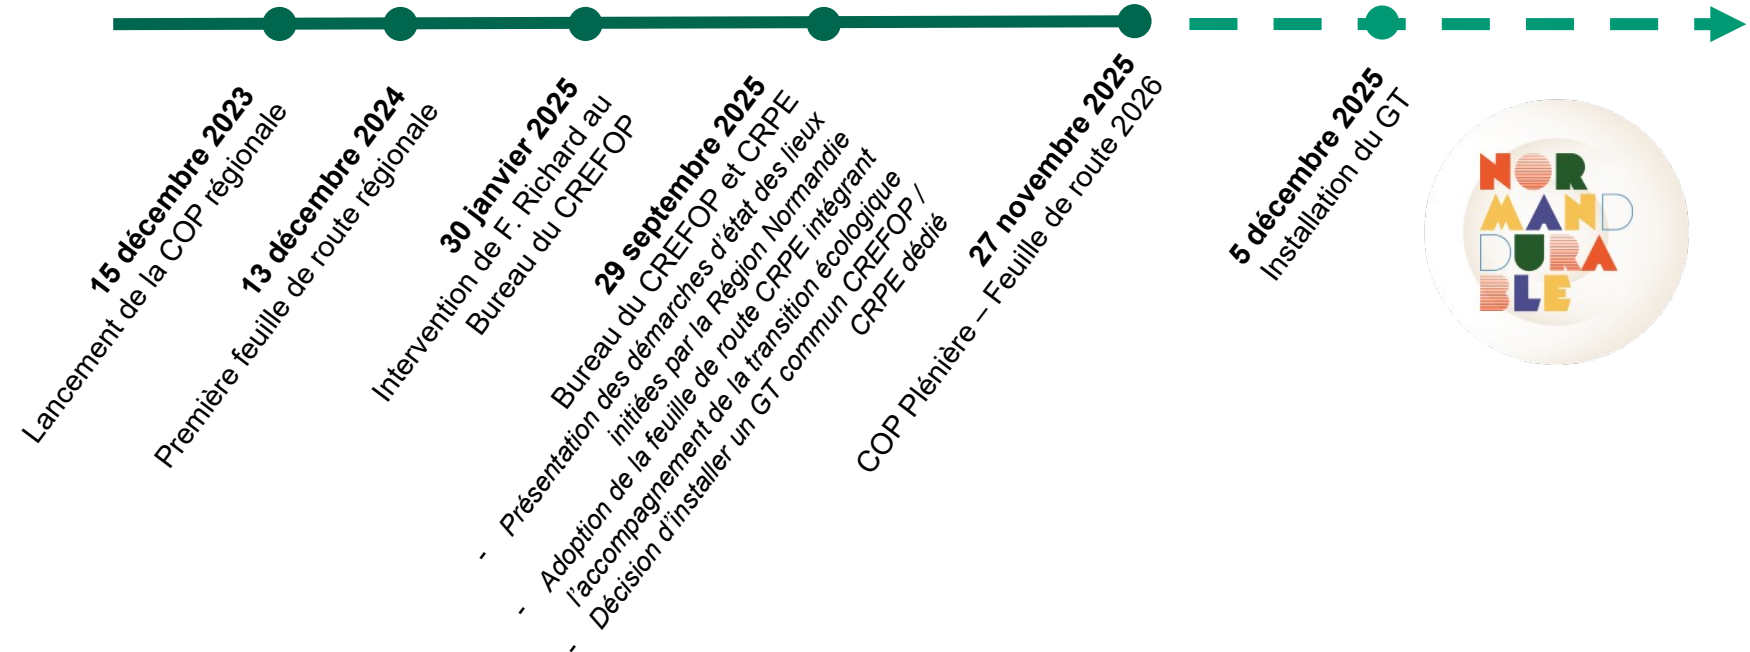 15 décembre 2023
Lancement de la COP régionale
13 décembre 2024
Première feuille de route régionale
30 janvier 2025
Intervention de F. Richard au
Bureau du CREFOP
29 septembre 2025
Bureau du CREFOP et CRPE
- Présentation des démarches d'état des lieux
initiées par la Région Normandie
- Adoption de la feuille de route CRPE intégrant
l'accompagnement de la transition écologique
- Décision d'installer un GT commun CREFOP /
CRPE dédié
27 novembre 2025
COP Plénière – Feuille de route 2026
5 décembre 2025
Installation du GT
NOR
MAND
DURA
BLE